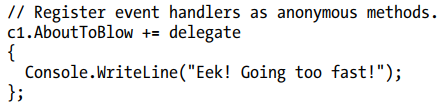 // Register event handlers as anonymous methods.
c1.AboutToBlow += delegate
{
  Console.WriteLine("Eek! Going too fast!");
};